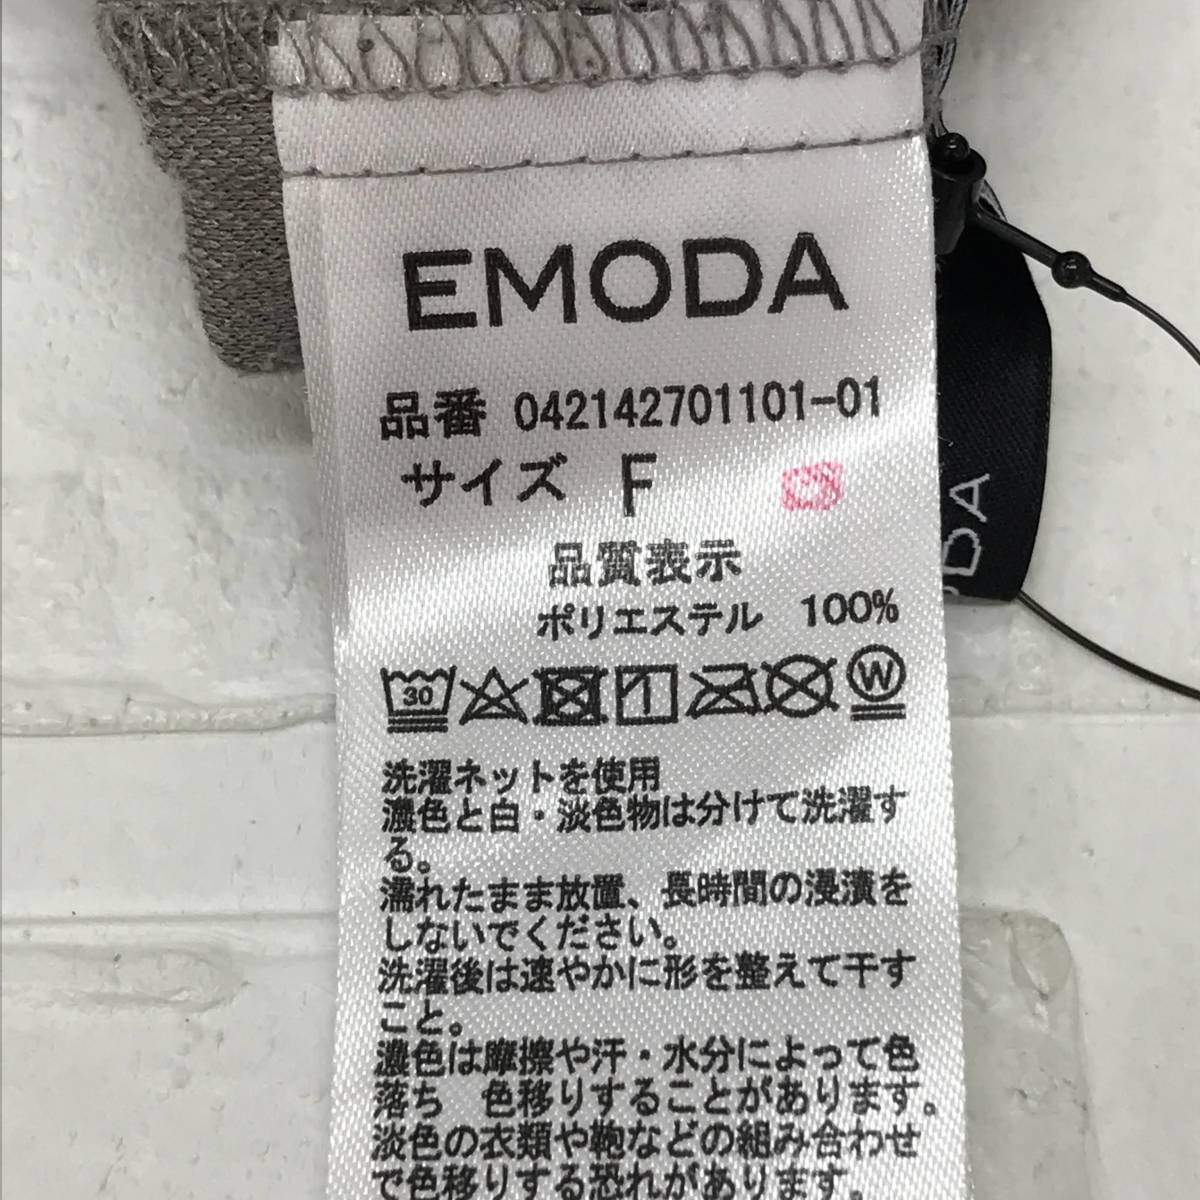 EMODA
品番 042142701101-01
サイズ F
品質表示
ポリエステル 100%
30
W
洗濯ネットを使用
濃色と白・淡色物は分けて洗濯す
る。
濡れたまま放置、長時間の浸漬を
しないでください。
洗濯後は速やかに形を整えて干す
こと。
濃色は摩擦や汗・水分によって色
落ち 色移りすることがあります。
淡色の衣類や鞄などの組み合わせ
で色移りする恐れがあります。
ODA